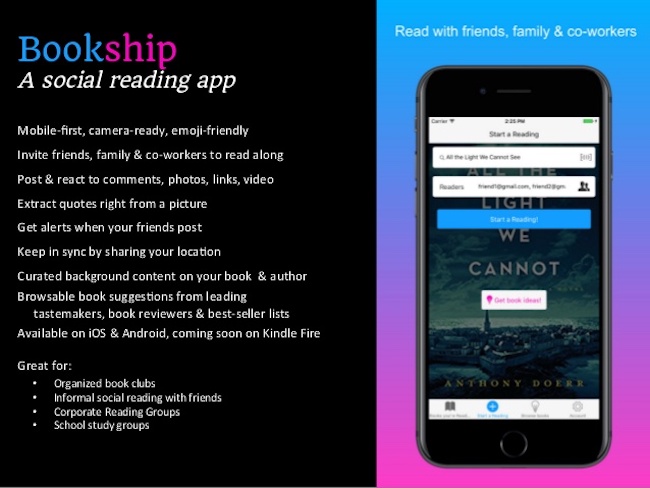 Bookship
A social reading app
Mobile-first, camera-ready, emoji-friendly
Invite friends, family & co-workers to read along
Post & react to comments, photos, links, video
Extract quotes right from a picture
Get alerts when your friends post
Keep in sync by sharing your location
Curated background content on your book & author
Browsable book suggestions from leading
tastemakers, book reviewers & best-seller lists
Available on iOS & Android, coming soon on Kindle Fire
Great for:
• Organized book clubs
• Informal social reading with friends
• Corporate Reading Groups
• School study groups
Read with friends, family & co-workers
Carrier 2:25 PM
Start a Reading
All the Light We Cannot See
ALL THE
Readers friend1@gmail.com, friend2@gm.
LIGHT
Start a Reading!
WE
CANNOT
Get book ideas!
ANTHONY DOERR
Start a Reading Browse books Account